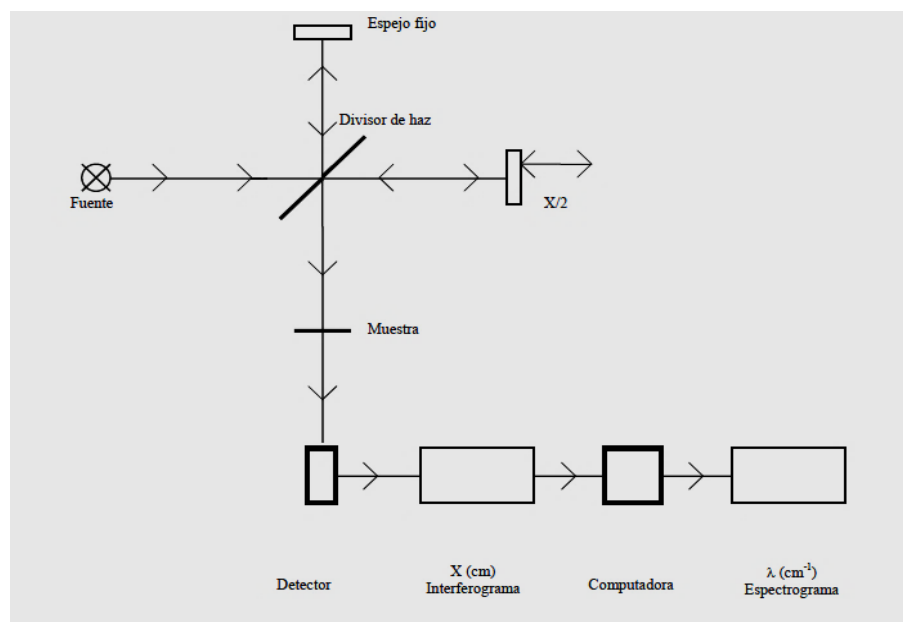 Espejo fijo
Divisor de haz
Fuente
X/2
Muestra
Detector
X (cm)
Interferograma
Computadora
λ (cm⁻¹)
Espectrograma